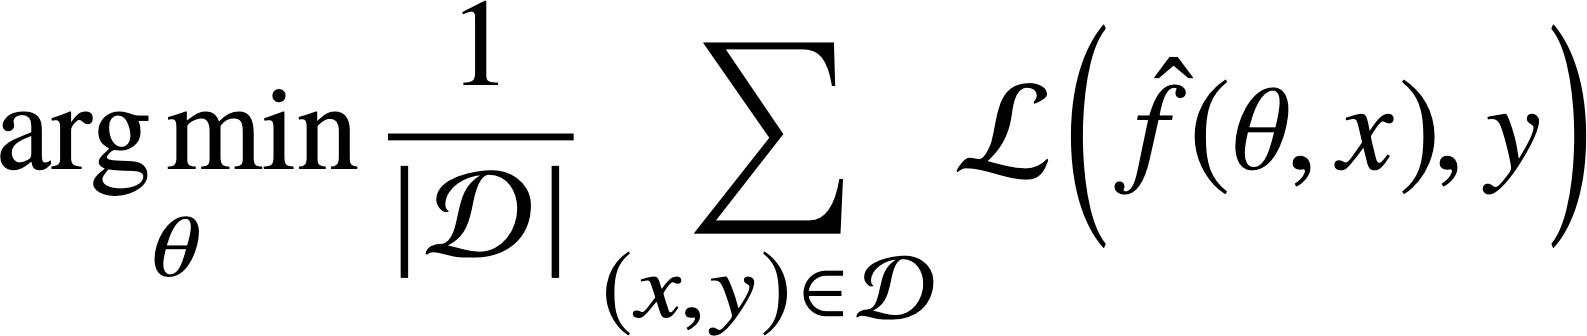 arg min_θ 1/|𝒟| ∑_{(x,y)∈𝒟} ℒ(f̂(θ, x), y)